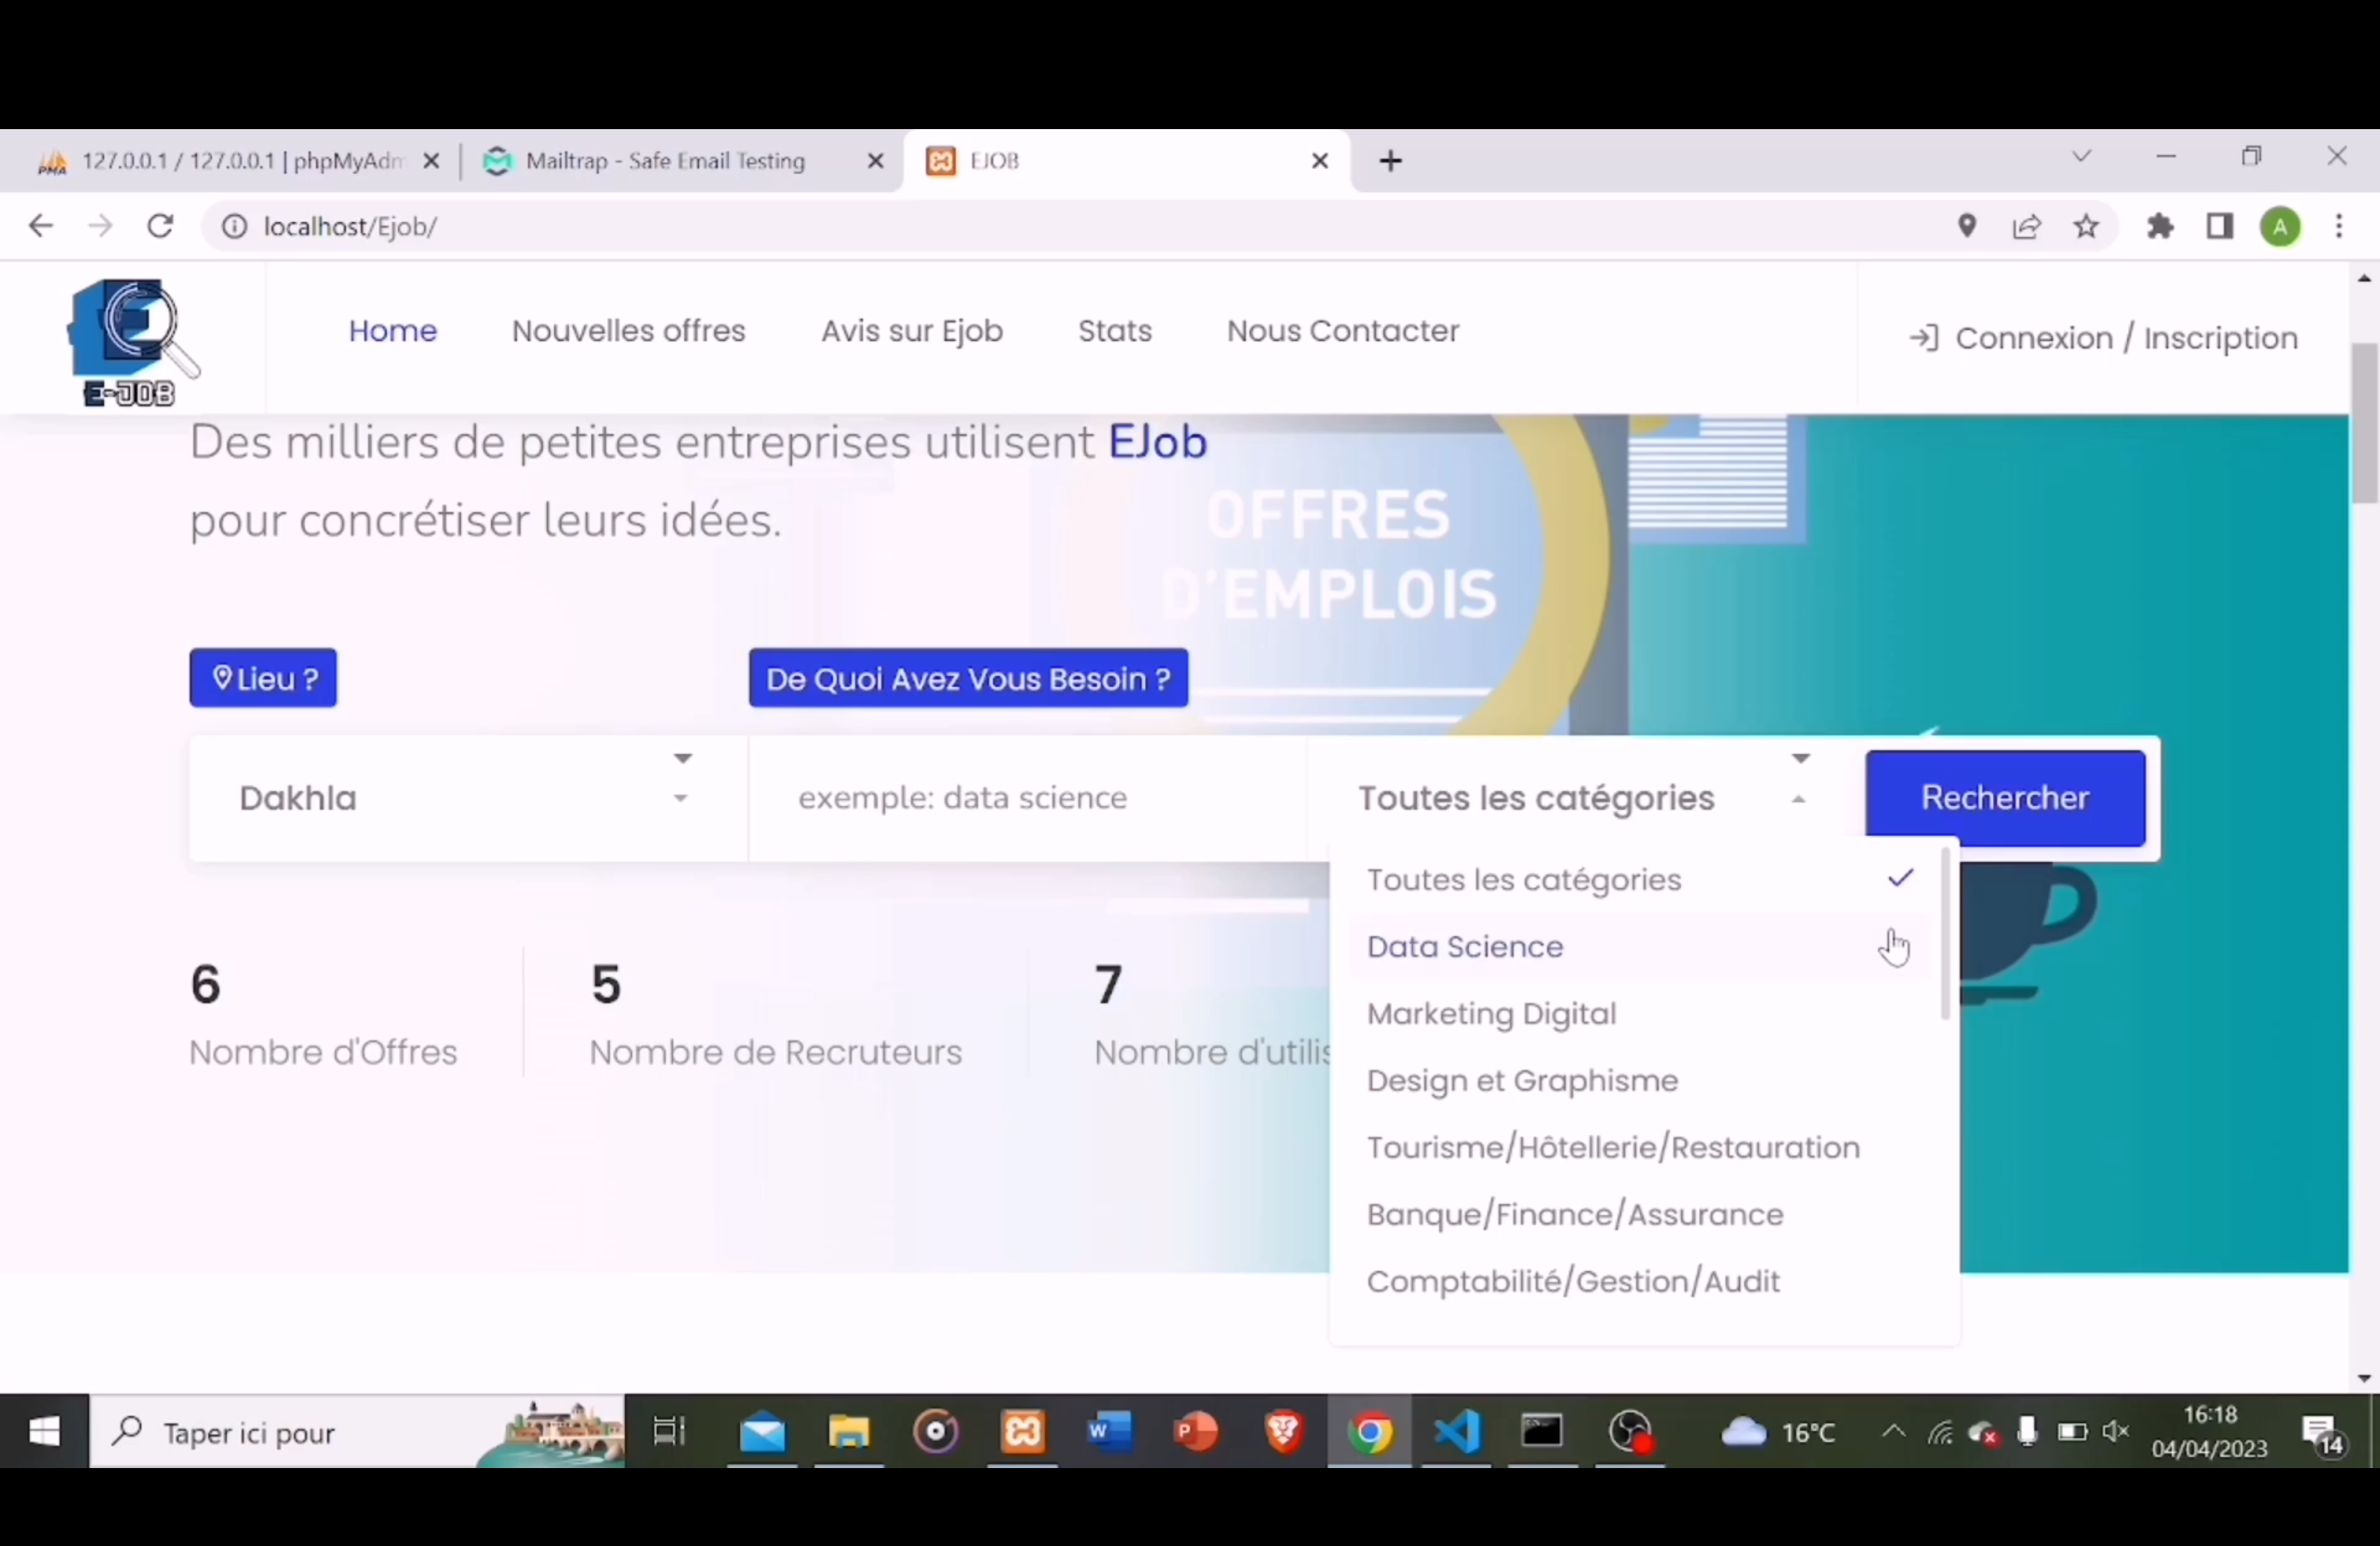 127.0.0.1 / 127.0.0.1 | phpMyAdm
Mailtrap - Safe Email Testing
EJOB
localhost/Ejob/
A
E-JOB
Home
Nouvelles offres
Avis sur Ejob
Stats
Nous Contacter
Connexion / Inscription
Des milliers de petites entreprises utilisent EJob
pour concrétiser leurs idées.
OFFRES
D'EMPLOIS
Lieu ?
De Quoi Avez Vous Besoin ?
Dakhla
exemple: data science
Toutes les catégories
Rechercher
Toutes les catégories
Data Science
Marketing Digital
Design et Graphisme
Tourisme/Hôtellerie/Restauration
Banque/Finance/Assurance
Comptabilité/Gestion/Audit
6
Nombre d'Offres
5
Nombre de Recruteurs
7
Nombre d'utilis
Taper ici pour
16°C
16:18
04/04/2023
14